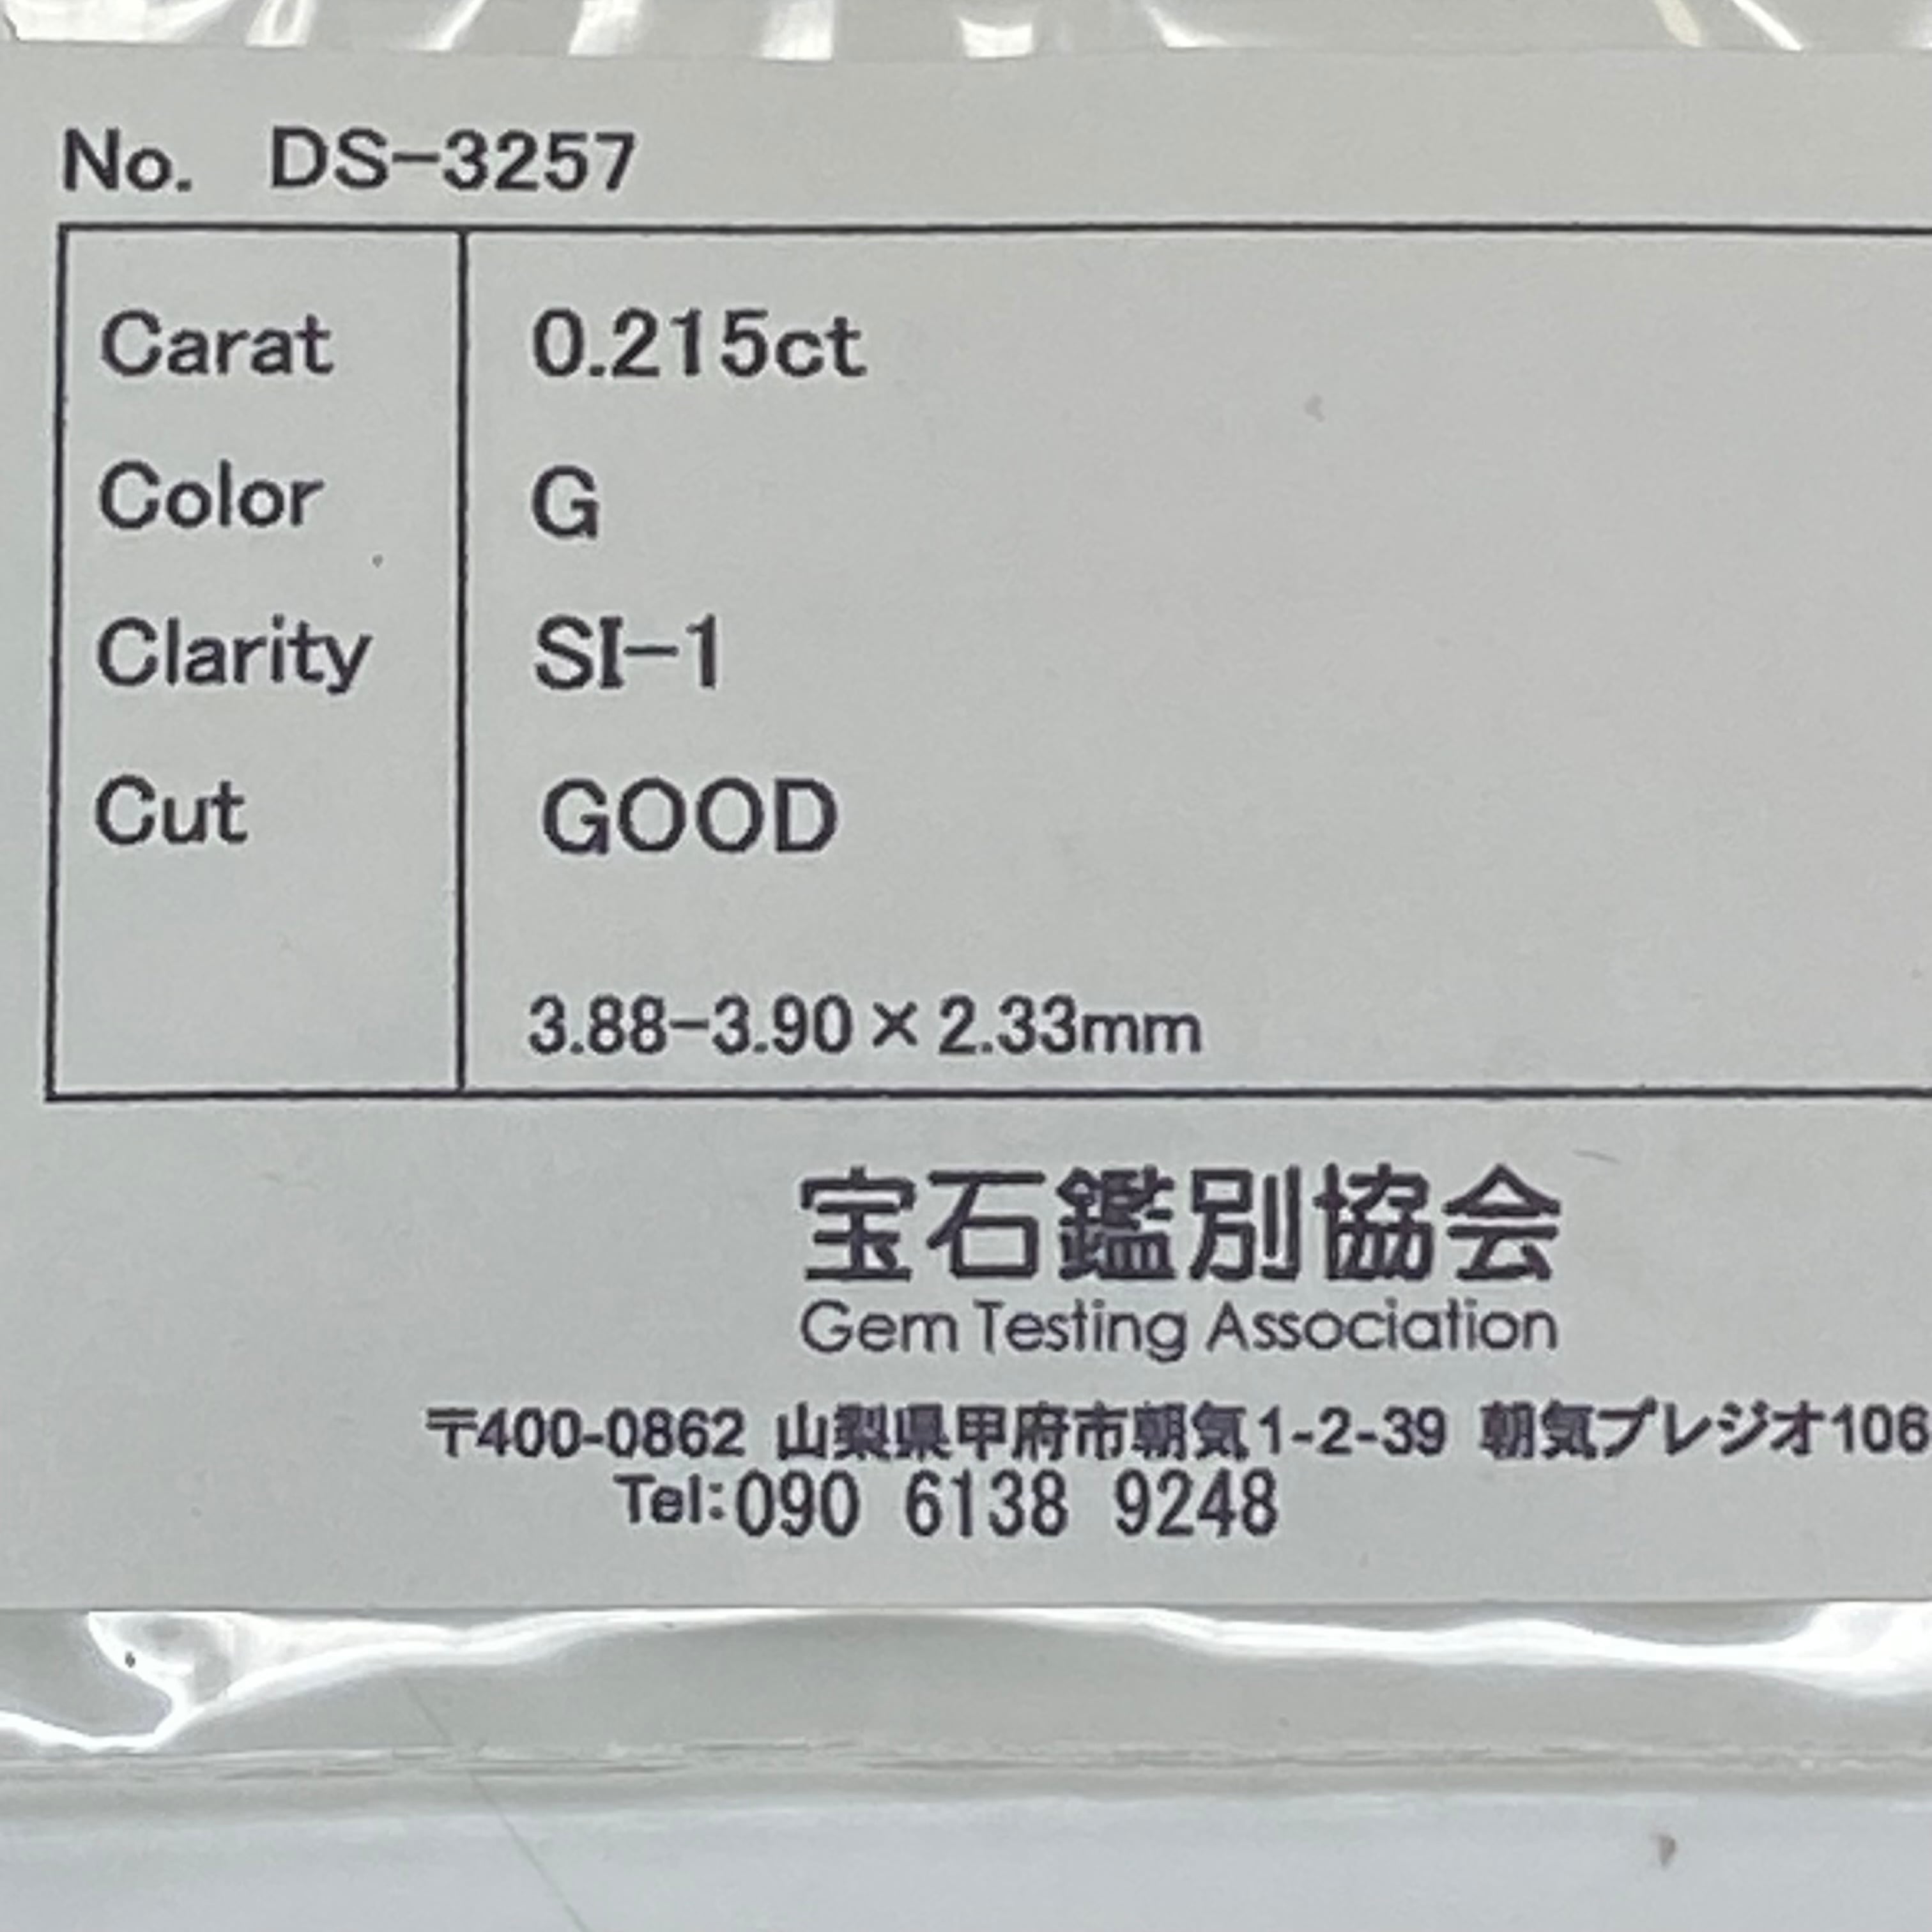 No. DS-3257
Carat 0.215ct
Color G
Clarity SI-1
Cut GOOD
3.88-3.90×2.33mm
宝石鑑別協会
Gem Testing Association
〒400-0862 山梨県甲府市朝気1-2-39 朝気プレジオ106
Tel:090 6138 9248